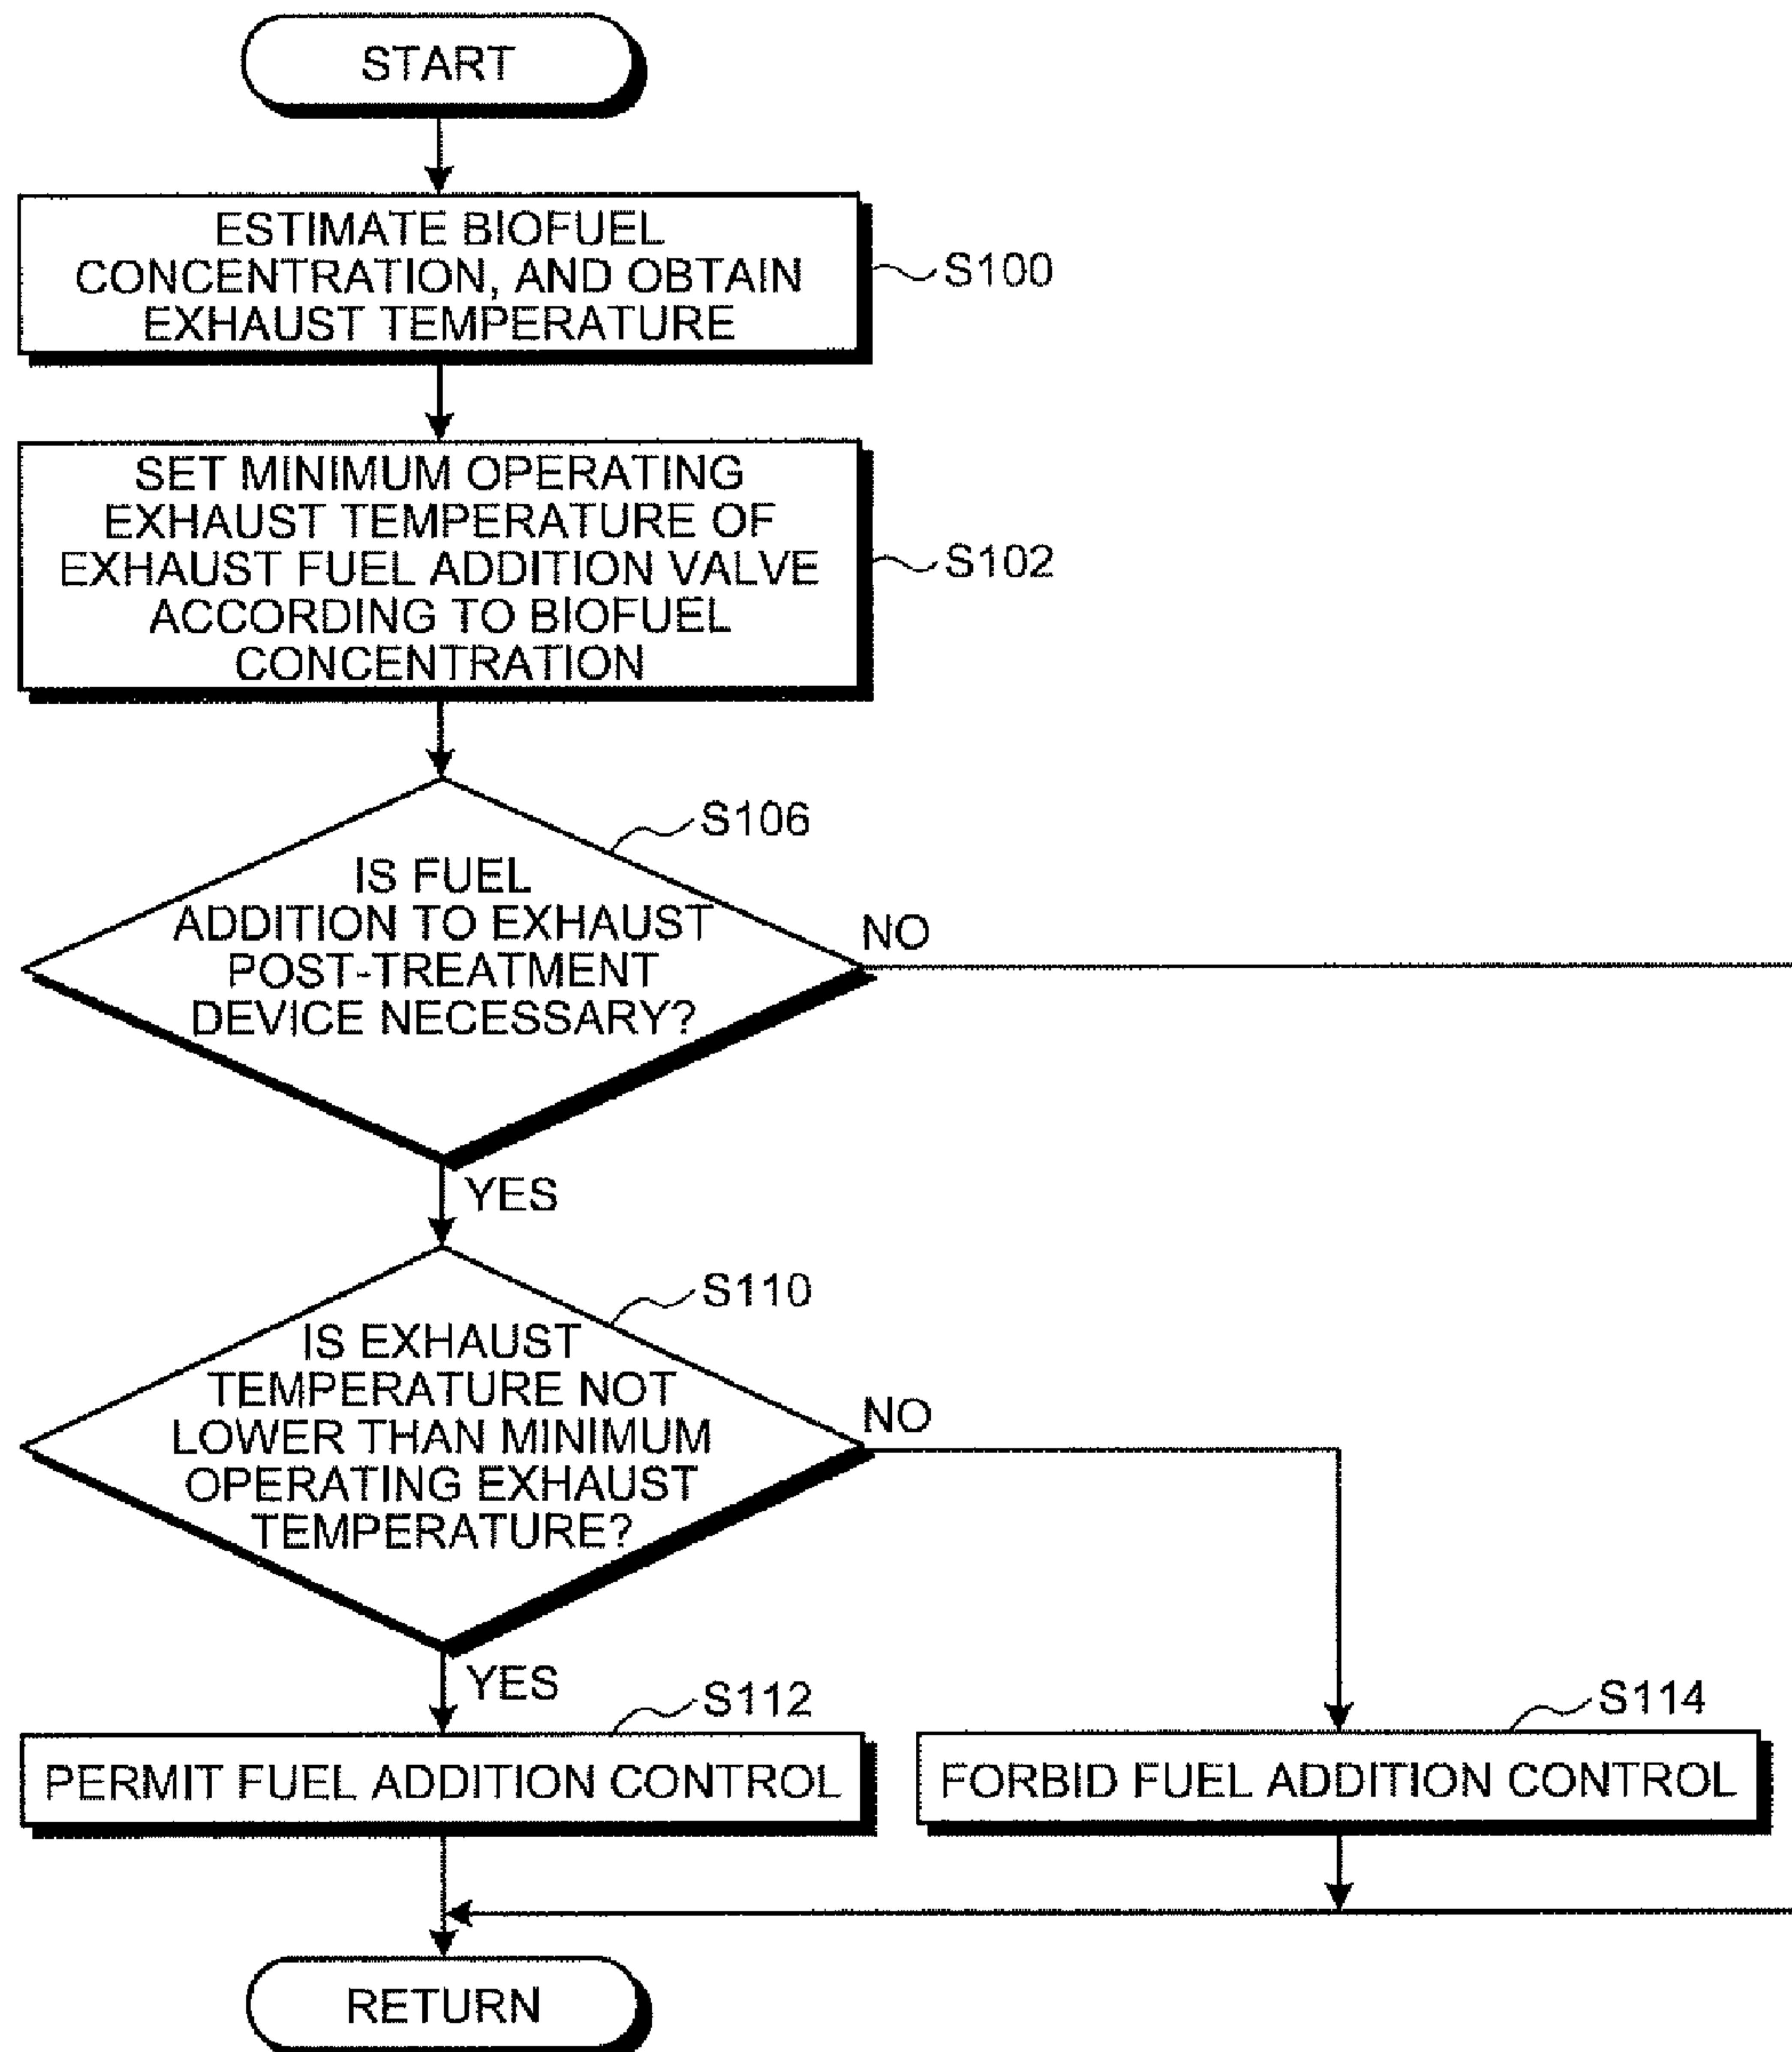 START
ESTIMATE BIOFUEL
CONCENTRATION, AND OBTAIN
EXHAUST TEMPERATURE
S100
SET MINIMUM OPERATING
EXHAUST TEMPERATURE OF
EXHAUST FUEL ADDITION VALVE
ACCORDING TO BIOFUEL
CONCENTRATION
S102
S106
IS FUEL
ADDITION TO EXHAUST
POST-TREATMENT
DEVICE NECESSARY?
NO
YES
S110
IS EXHAUST
TEMPERATURE NOT
LOWER THAN MINIMUM
OPERATING EXHAUST
TEMPERATURE?
NO
YES
S112
PERMIT FUEL ADDITION CONTROL
S114
FORBID FUEL ADDITION CONTROL
RETURN